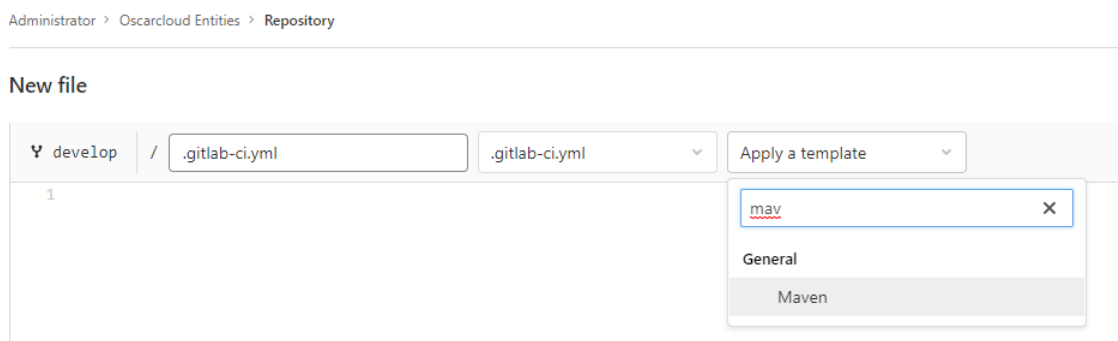 Administrator > Oscarcloud Entities > Repository
New file
develop / .gitlab-ci.yml .gitlab-ci.yml Apply a template
1
mav
General
Maven